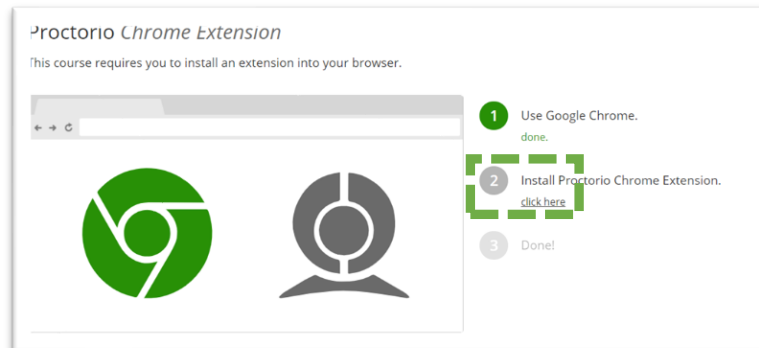 Proctorio Chrome Extension
This course requires you to install an extension into your browser.
1 Use Google Chrome.
done.
2 Install Proctorio Chrome Extension.
click here
3 Done!